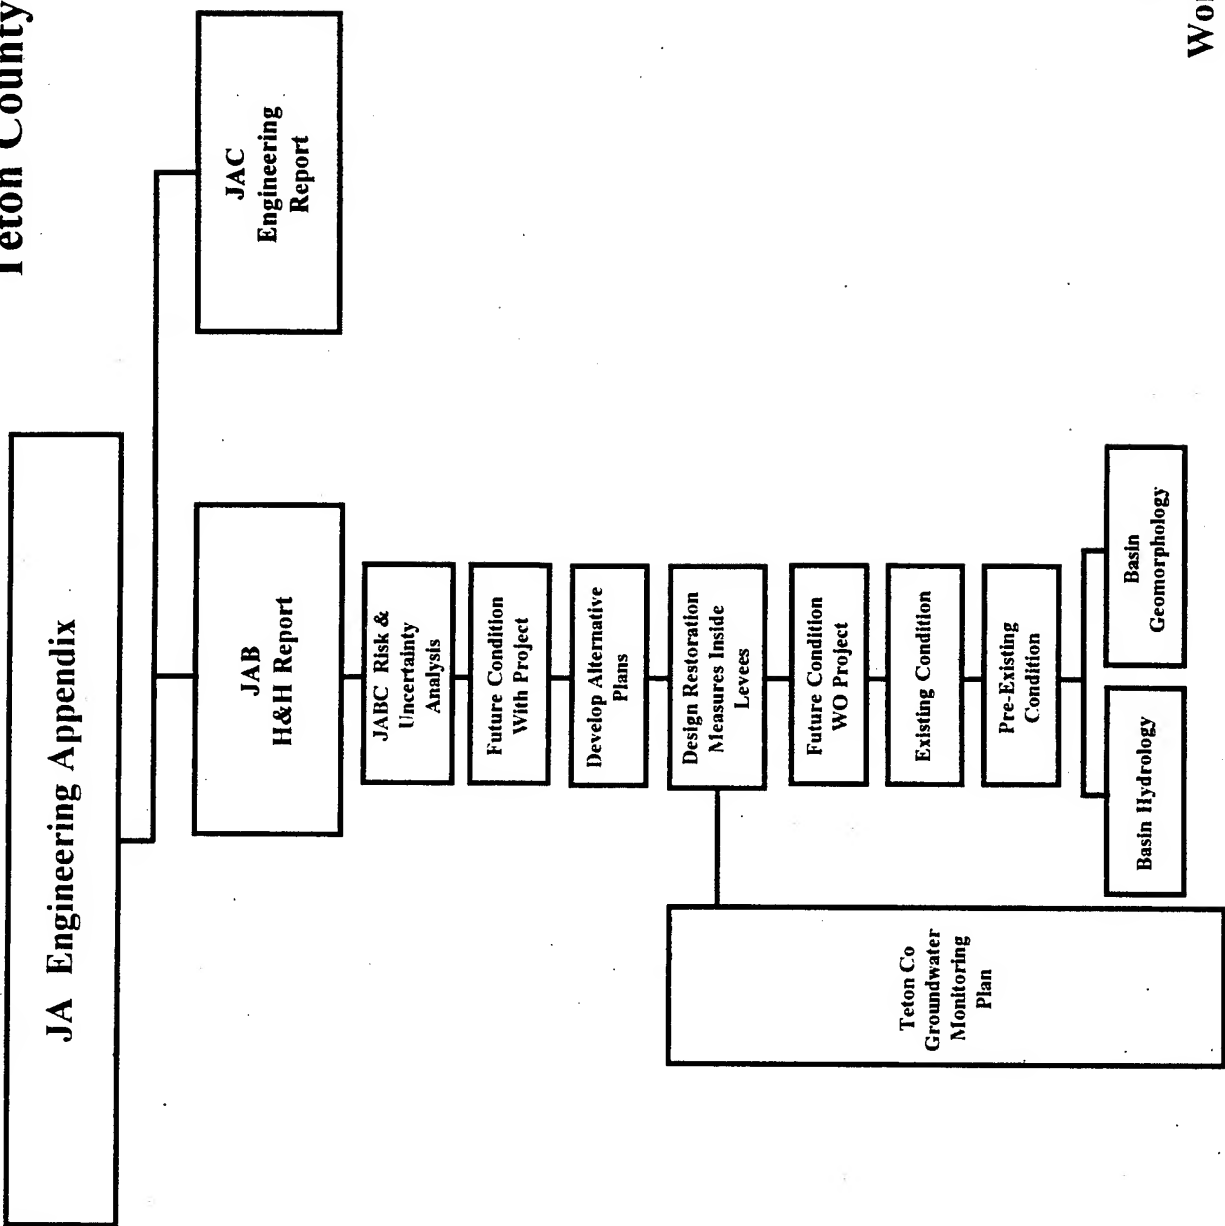 Teton County
JA Engineering Appendix
JAB
H&H Report
JAC
Engineering
Report
JABC Risk &
Uncertainty
Analysis
Future Condition
With Project
Develop Alternative
Plans
Design Restoration
Measures Inside
Levees
Teton Co
Groundwater
Monitoring
Plan
Future Condition
WO Project
Existing Condition
Pre-Existing
Condition
Basin Hydrology
Basin
Geomorphology